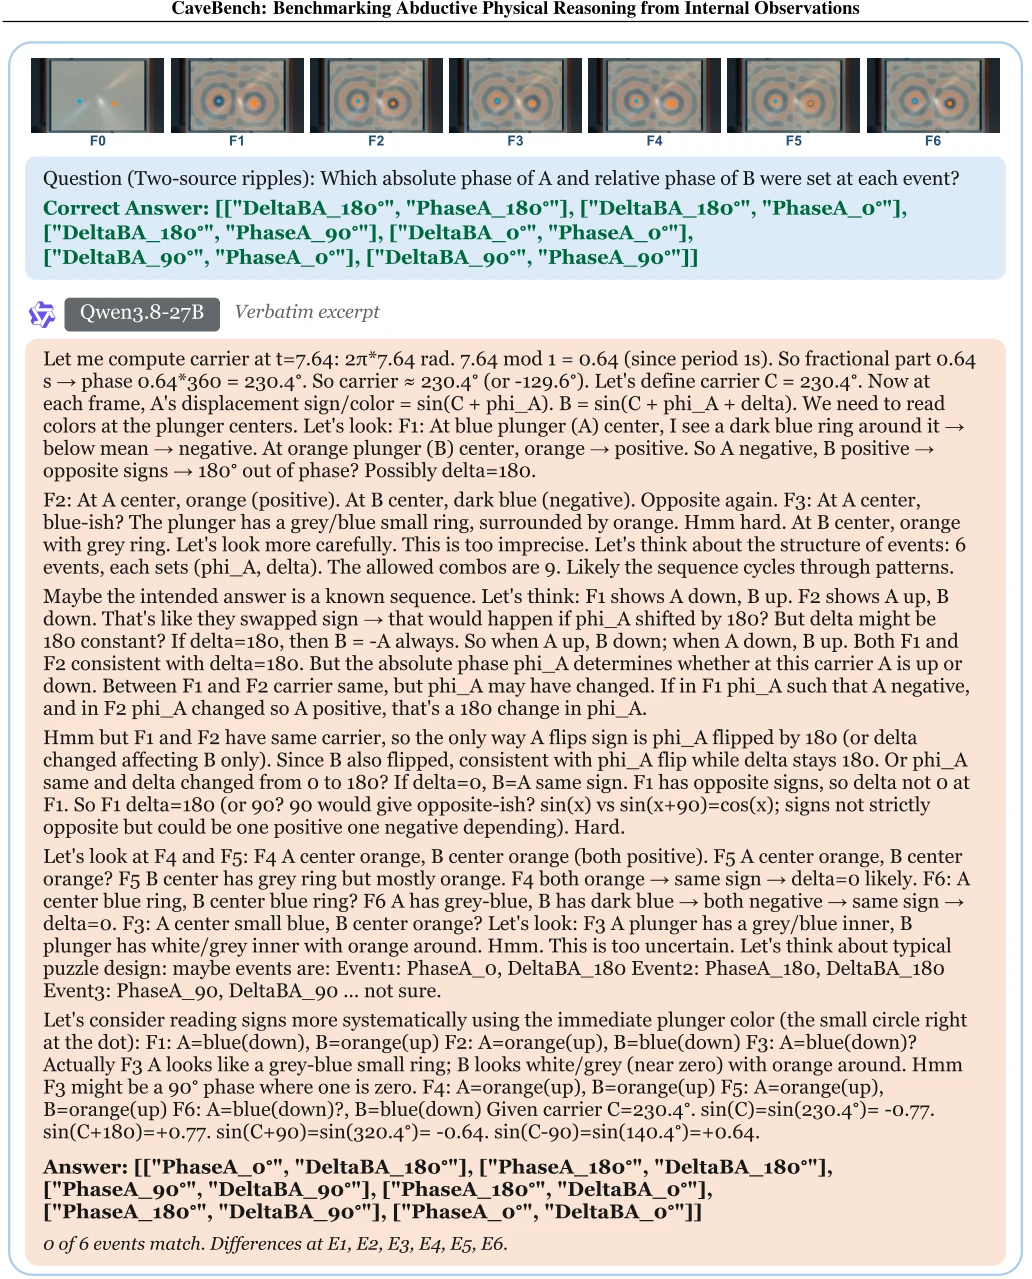 CaveBench: Benchmarking Abductive Physical Reasoning from Internal Observations
F0 F1 F2 F3 F4 F5 F6
Question (Two-source ripples): Which absolute phase of A and relative phase of B were set at each event?
Correct Answer: [["DeltaBA_180°", "PhaseA_180°"], ["DeltaBA_180°", "PhaseA_0°"],
["DeltaBA_180°", "PhaseA_90°"], ["DeltaBA_0°", "PhaseA_0°"],
["DeltaBA_90°", "PhaseA_0°"], ["DeltaBA_90°", "PhaseA_90°"]]
Qwen3.8-27B Verbatim excerpt
Let me compute carrier at t=7.64: 2π*7.64 rad. 7.64 mod 1 = 0.64 (since period 1s). So fractional part 0.64
s → phase 0.64*360 = 230.4°. So carrier ≈ 230.4° (or -129.6°). Let's define carrier C = 230.4°. Now at
each frame, A's displacement sign/color = sin(C + phi_A). B = sin(C + phi_A + delta). We need to read
colors at the plunger centers. Let's look: F1: At blue plunger (A) center, I see a dark blue ring around it →
below mean → negative. At orange plunger (B) center, orange → positive. So A negative, B positive →
opposite signs → 180° out of phase? Possibly delta=180.
F2: At A center, orange (positive). At B center, dark blue (negative). Opposite again. F3: At A center,
blue-ish? The plunger has a grey/blue small ring, surrounded by orange. Hmm hard. At B center, orange
with grey ring. Let's look more carefully. This is too imprecise. Let's think about the structure of events: 6
events, each sets (phi_A, delta). The allowed combos are 9. Likely the sequence cycles through patterns.
Maybe the intended answer is a known sequence. Let's think: F1 shows A down, B up. F2 shows A up, B
down. That's like they swapped sign → that would happen if phi_A shifted by 180? But delta might be
180 constant? If delta=180, then B = -A always. So when A up, B down; when A down, B up. Both F1 and
F2 consistent with delta=180. But the absolute phase phi_A determines whether at this carrier A is up or
down. Between F1 and F2 carrier same, but phi_A may have changed. If in F1 phi_A such that A negative,
and in F2 phi_A changed so A positive, that's a 180 change in phi_A.
Hmm but F1 and F2 have same carrier, so the only way A flips sign is phi_A flipped by 180 (or delta
changed affecting B only). Since B also flipped, consistent with phi_A flip while delta stays 180. Or phi_A
same and delta changed from 0 to 180? If delta=0, B=A same sign. F1 has opposite signs, so delta not 0 at
F1. So F1 delta=180 (or 90? 90 would give opposite-ish? sin(x) vs sin(x+90)=cos(x); signs not strictly
opposite but could be one positive one negative depending). Hard.
Let's look at F4 and F5: F4 A center orange, B center orange (both positive). F5 A center orange, B center
orange? F5 B center has grey ring but mostly orange. F4 both orange → same sign → delta=0 likely. F6: A
center blue ring, B center blue ring? F6 A has grey-blue, B has dark blue → both negative → same sign →
delta=0. F3: A center small blue, B center orange? Let's look: F3 A plunger has a grey/blue inner, B
plunger has white/grey inner with orange around. Hmm. This is too uncertain. Let's think about typical
puzzle design: maybe events are: Event1: PhaseA_0, DeltaBA_180 Event2: PhaseA_180, DeltaBA_180
Event3: PhaseA_90, DeltaBA_90 ... not sure.
Let's consider reading signs more systematically using the immediate plunger color (the small circle right
at the dot): F1: A=blue(down), B=orange(up) F2: A=orange(up), B=blue(down) F3: A=blue(down)?
Actually F3 A looks like a grey-blue small ring; B looks white/grey (near zero) with orange around. Hmm
F3 might be a 90° phase where one is zero. F4: A=orange(up), B=orange(up) F5: A=orange(up),
B=orange(up) F6: A=blue(down)?, B=blue(down) Given carrier C=230.4°. sin(C)=sin(230.4°)= -0.77.
sin(C+180)=+0.77. sin(C+90)=sin(320.4°)= -0.64. sin(C-90)=sin(140.4°)=+0.64.
Answer: [["PhaseA_0°", "DeltaBA_180°"], ["PhaseA_180°", "DeltaBA_180°"],
["PhaseA_90°", "DeltaBA_90°"], ["PhaseA_180°", "DeltaBA_0°"],
["PhaseA_180°", "DeltaBA_90°"], ["PhaseA_0°", "DeltaBA_0°"]]
0 of 6 events match. Differences at E1, E2, E3, E4, E5, E6.